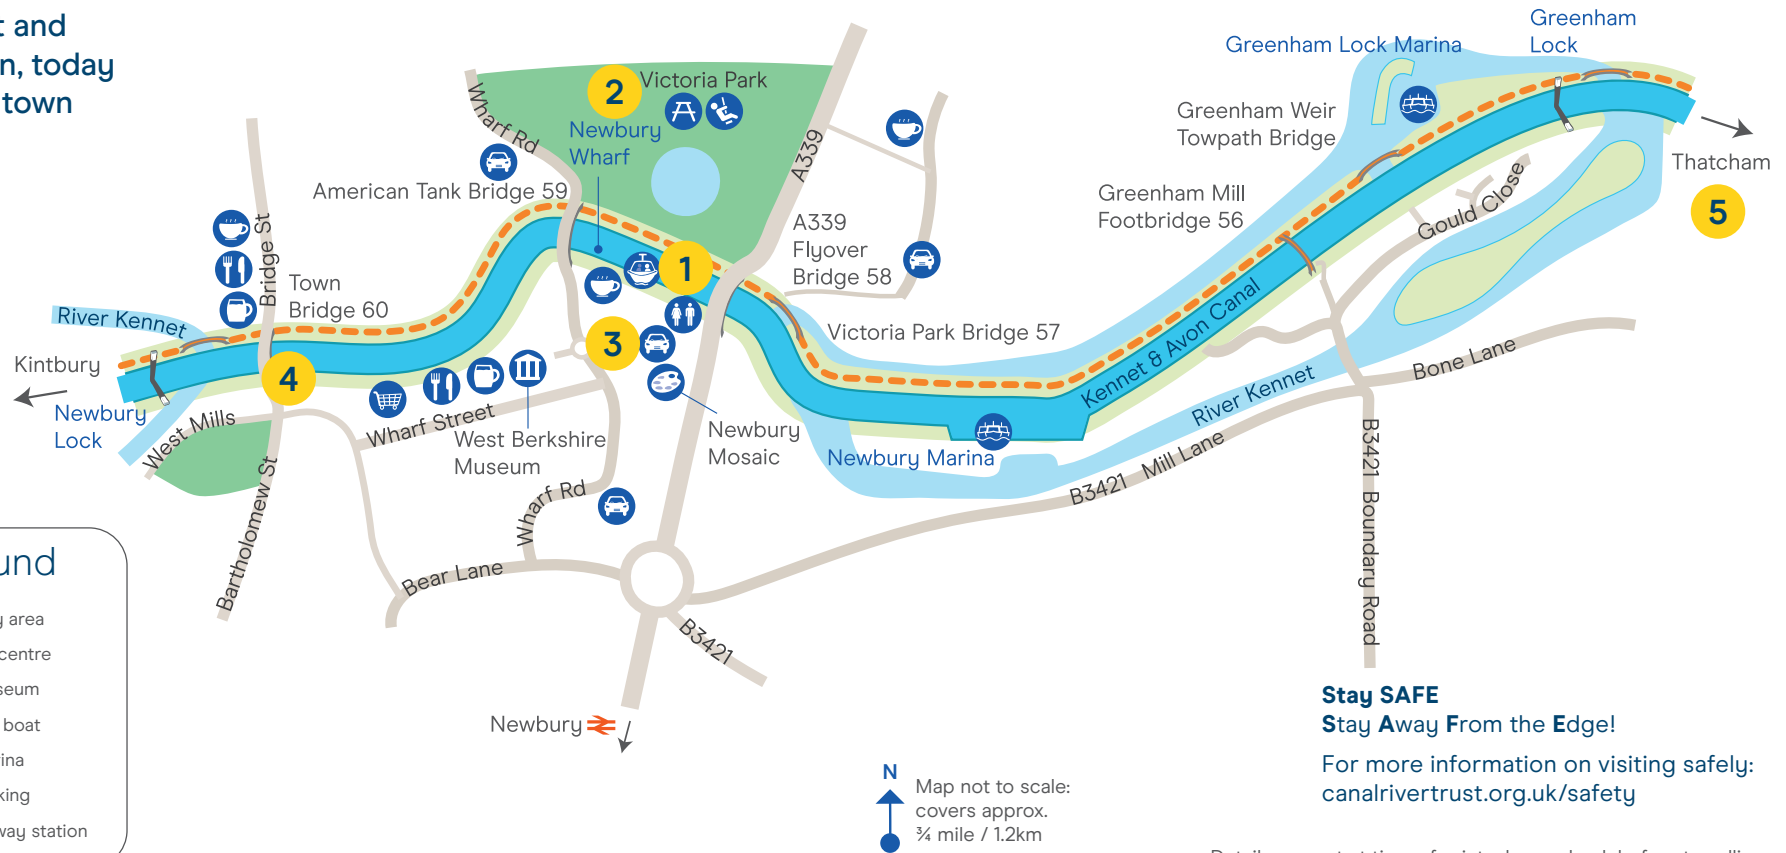 t and
n, today
town
Greenham
Lock
Greenham Lock Marina
2
Victoria Park
Wharf Rd
Newbury
Wharf
A339
Greenham Weir
Towpath Bridge
Thatcham
5
American Tank Bridge 59
Greenham Mill
Footbridge 56
Gould Close
A339
Flyover
Bridge 58
1
Bridge St
Town
Bridge 60
River Kennet
Kintbury
Victoria Park Bridge 57
Kennet & Avon Canal
3
4
Newbury
Lock
West Mills
Wharf Street
West Berkshire
Museum
Newbury
Mosaic
Newbury Marina
River Kennet
Bone Lane
B3421
Mill Lane
B3421
Boundary Road
Bartholomew St
Wharf Rd
Bear Lane
B3421
Newbury
und
y area
centre
seum
boat
rina
king
way station
N
Map not to scale:
covers approx.
¾ mile / 1.2km
Stay SAFE
Stay Away From the Edge!
For more information on visiting safely:
canalrivertrust.org.uk/safety